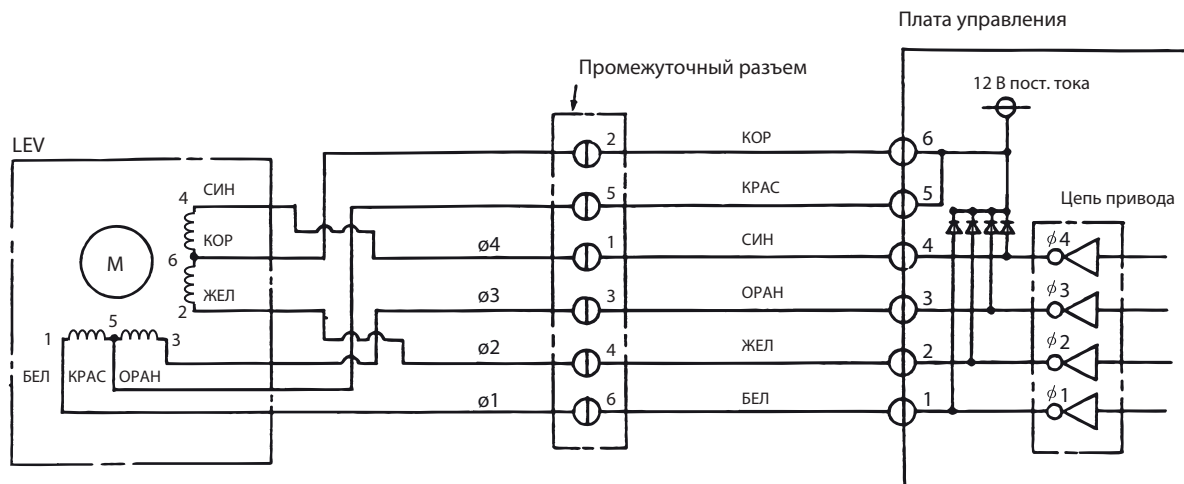 Плата управления
Промежуточный разъем
12 В пост. тока
LEV
2 КОР 6
4 СИН
5 КРАС 5
Цепь привода
КОР
ø4 1 СИН 4 ϕ4
6
M
ЖЕЛ
ø3 3 ОРАН 3 ϕ3
2
1 5 3
ø2 4 ЖЕЛ 2 ϕ2
БЕЛ КРАС ОРАН
ø1 6 БЕЛ 1 ϕ1